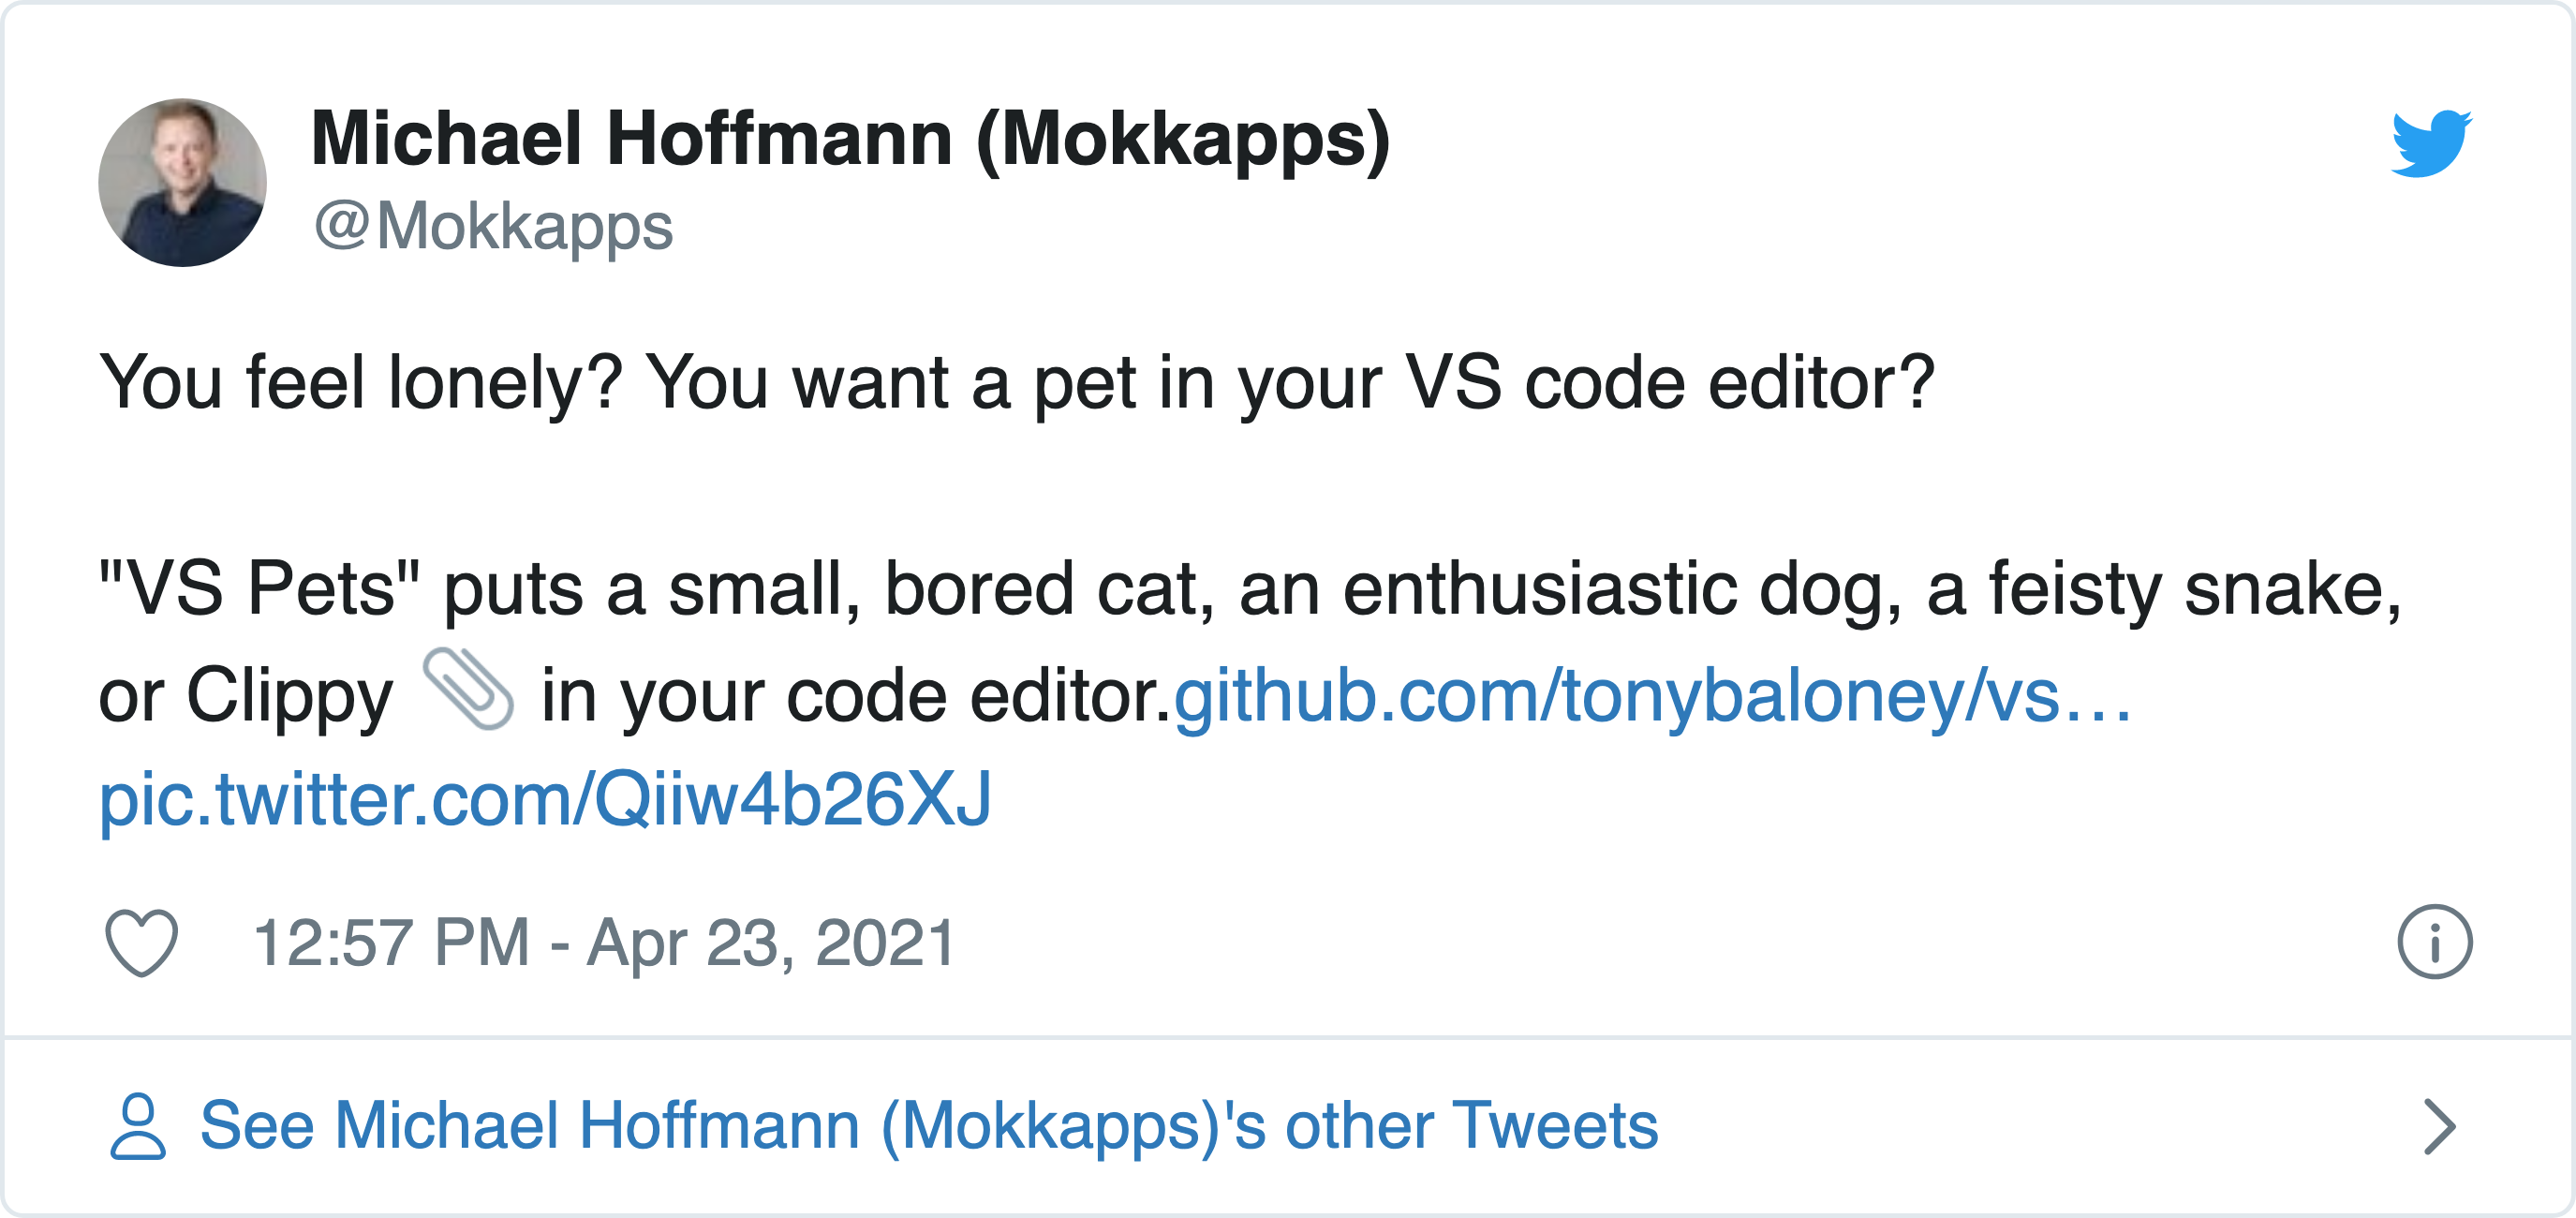 Michael Hoffmann (Mokkapps)
@Mokkapps
You feel lonely? You want a pet in your VS code editor?
"VS Pets" puts a small, bored cat, an enthusiastic dog, a feisty snake,
or Clippy 📎 in your code editor.github.com/tonybaloney/vs…
pic.twitter.com/Qiiw4b26XJ
12:57 PM - Apr 23, 2021
See Michael Hoffmann (Mokkapps)'s other Tweets